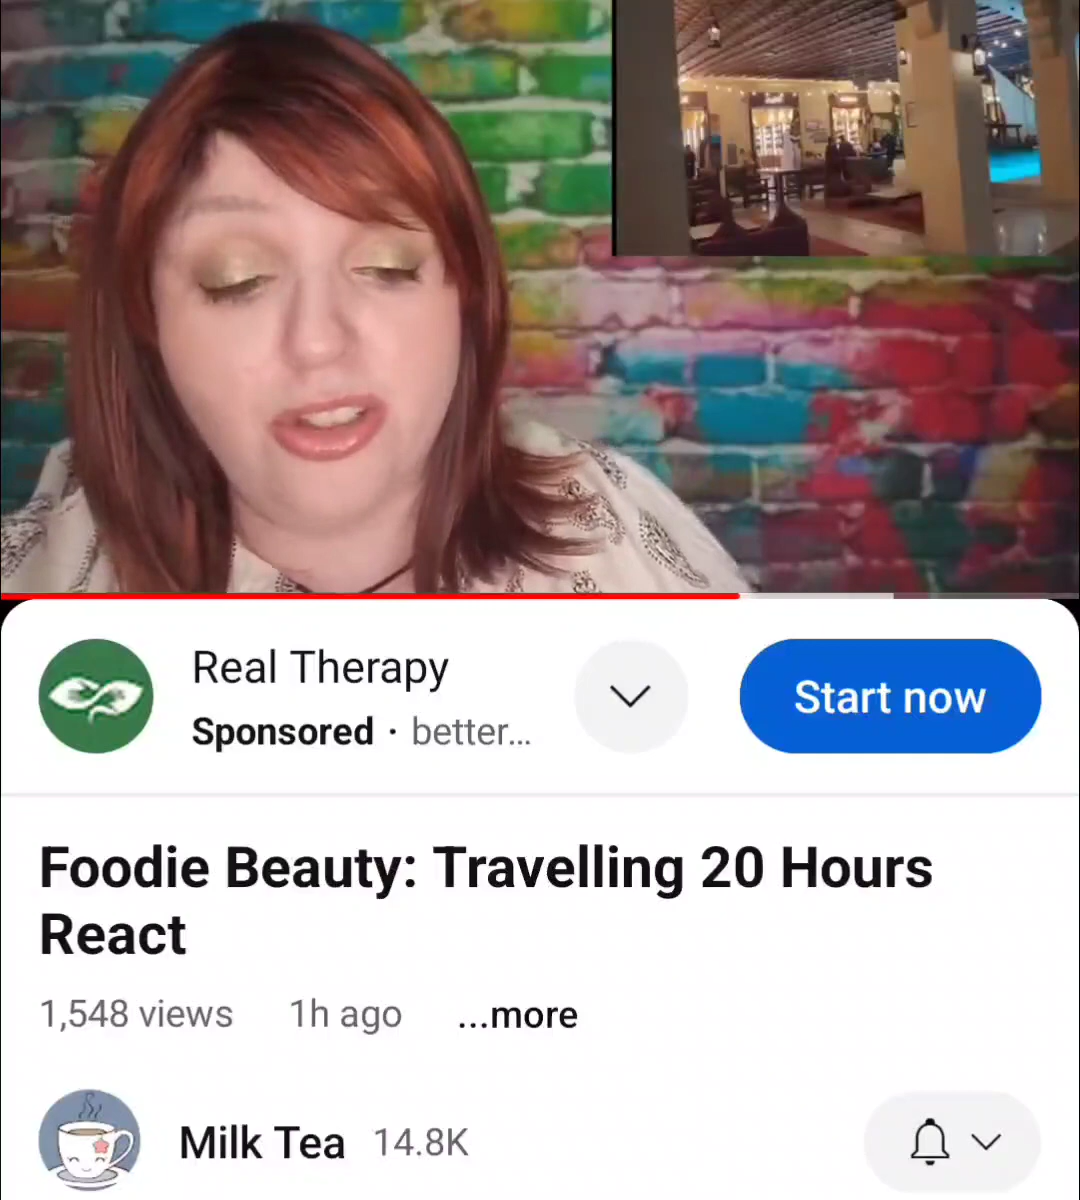 Real Therapy
Sponsored · better...
Start now
Foodie Beauty: Travelling 20 Hours
React
1,548 views 1h ago ...more
Milk Tea 14.8K